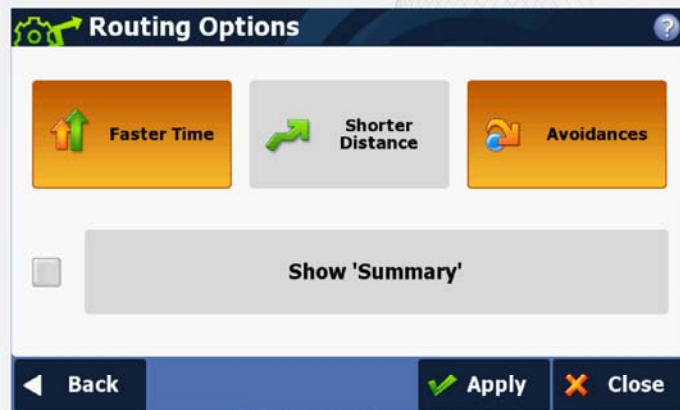 Routing Options
?
Faster Time
Shorter
Distance
Avoidances
Show 'Summary'
Back
Apply
Close